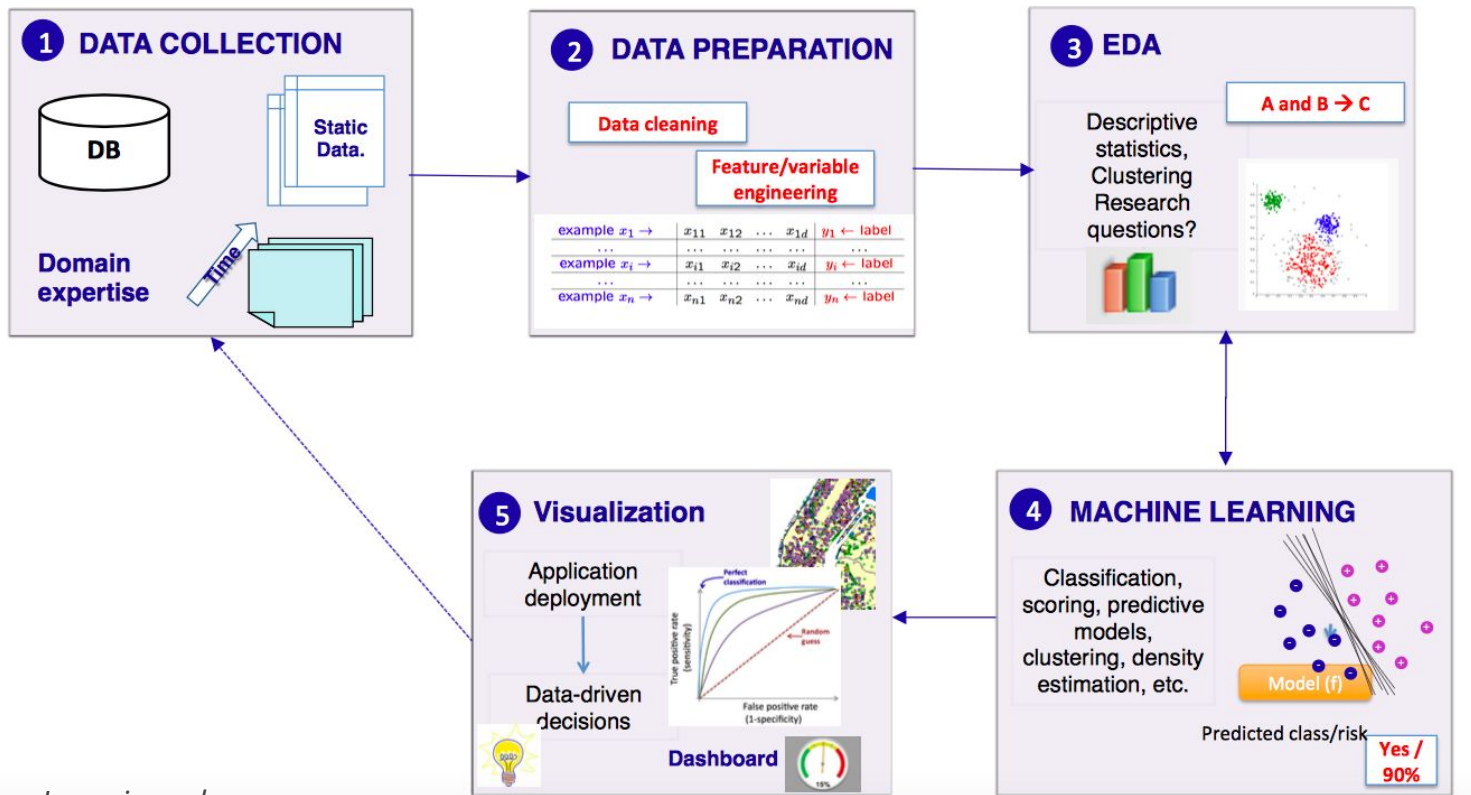 1 DATA COLLECTION
DB
Static
Data.
Domain
expertise
Time
2 DATA PREPARATION
Data cleaning
Feature/variable
engineering
example x1 → x11 x12 ... x1d y1 ← label
... ... ... ... ... ...
example xi → xi1 xi2 ... xid yi ← label
... ... ... ... ... ...
example xn → xn1 xn2 ... xnd yn ← label
3 EDA
A and B → C
Descriptive
statistics,
Clustering
Research
questions?
4 MACHINE LEARNING
Classification,
scoring, predictive
models,
clustering, density
estimation, etc.
Model (f)
Predicted class/risk
Yes /
90%
5 Visualization
Application
deployment
Data-driven
decisions
Perfect
classification
Random
guess
True positive rate
(sensitivity)
False positive rate
(1-specificity)
Dashboard
15%